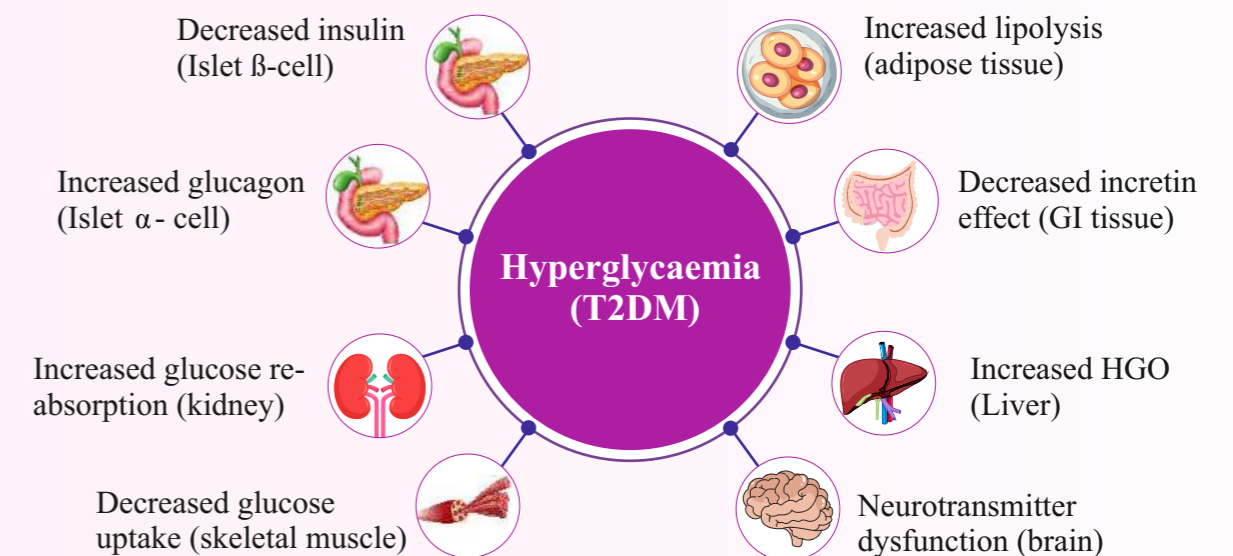 Decreased insulin
(Islet ß-cell)
Increased lipolysis
(adipose tissue)
Increased glucagon
(Islet α- cell)
Decreased incretin
effect (GI tissue)
Hyperglycaemia
(T2DM)
Increased glucose re-
absorption (kidney)
Increased HGO
(Liver)
Decreased glucose
uptake (skeletal muscle)
Neurotransmitter
dysfunction (brain)